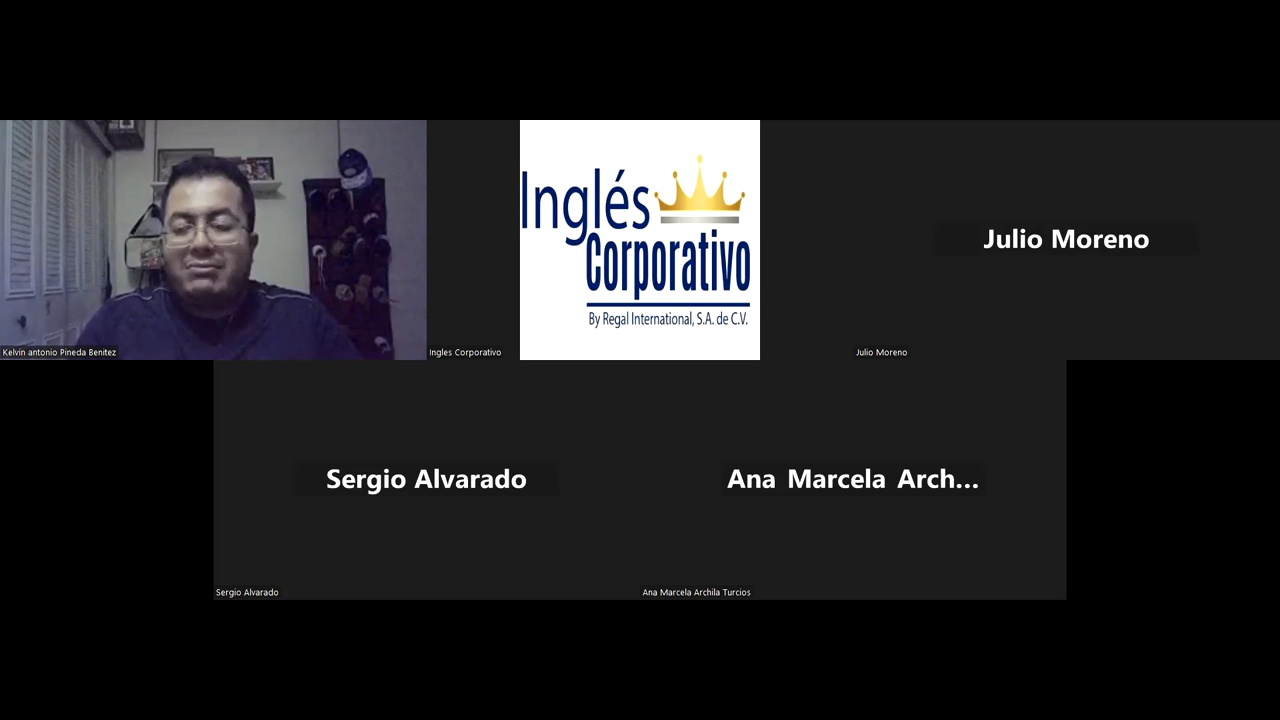 Kelvin antonio Pineda Benitez
Inglés
Corporativo
By Regal International, S.A. de C.V.
Ingles Corporativo
Julio Moreno
Julio Moreno
Sergio Alvarado
Sergio Alvarado
Ana Marcela Arch...
Ana Marcela Archila Turcios